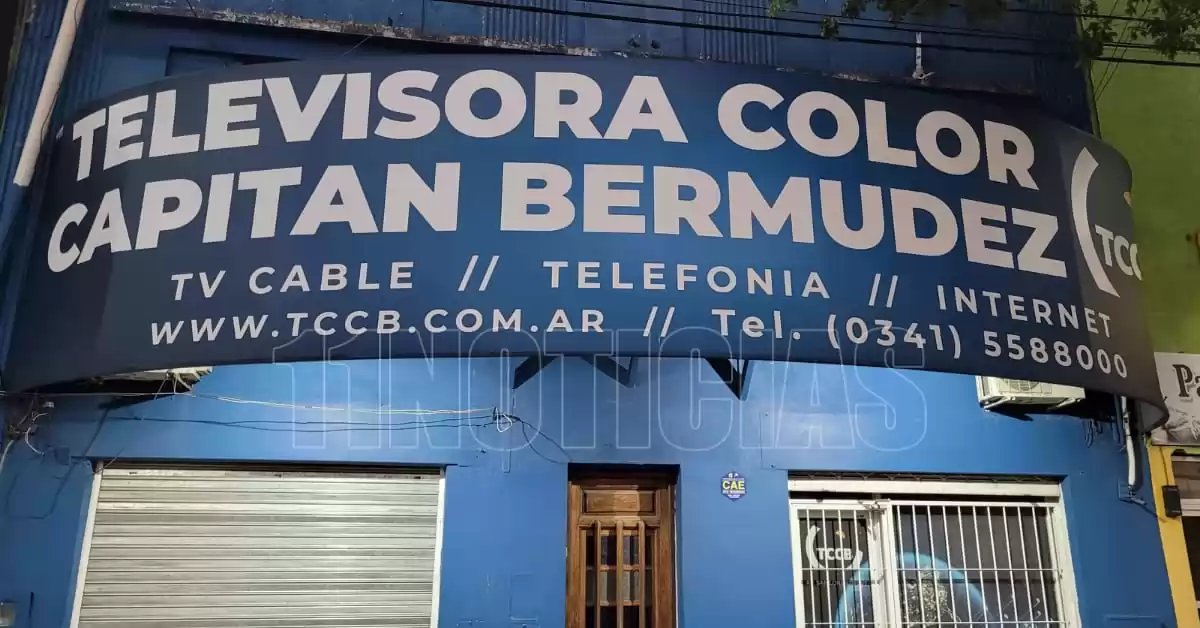 TELEVISORA COLOR
CAPITAN BERMUDEZ
TCC
TV CABLE // TELEFONIA // INTERNET
WWW.TCCB.COM.AR // Tel. (0341) 5588000
11NOTICIAS
Pa
CAE
TCCB